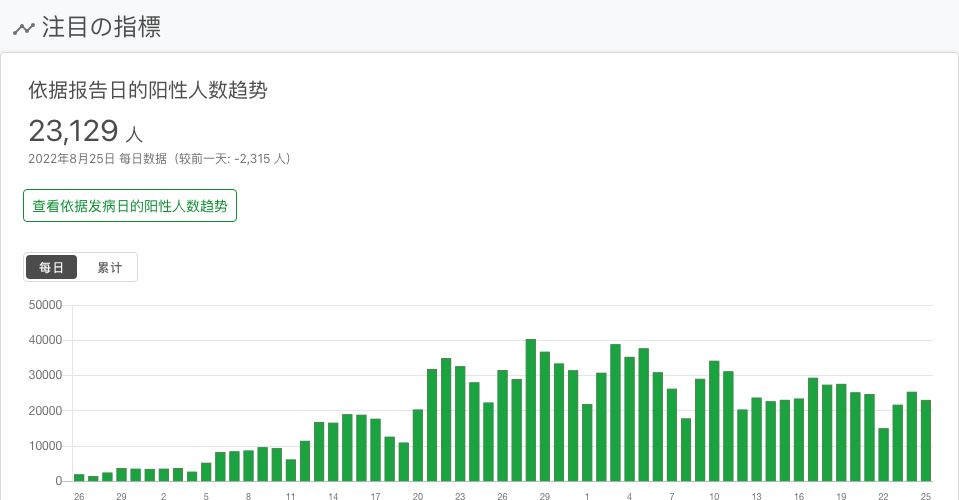 注目の指標
依据报告日的阳性人数趋势
23,129 人
2022年8月25日 每日数据（较前一天: -2,315 人）
查看依据发病日的阳性人数趋势
每日 累计
50000
40000
30000
20000
10000
0
26 29 2 5 8 11 14 17 20 23 26 29 1 4 7 10 13 16 19 22 25